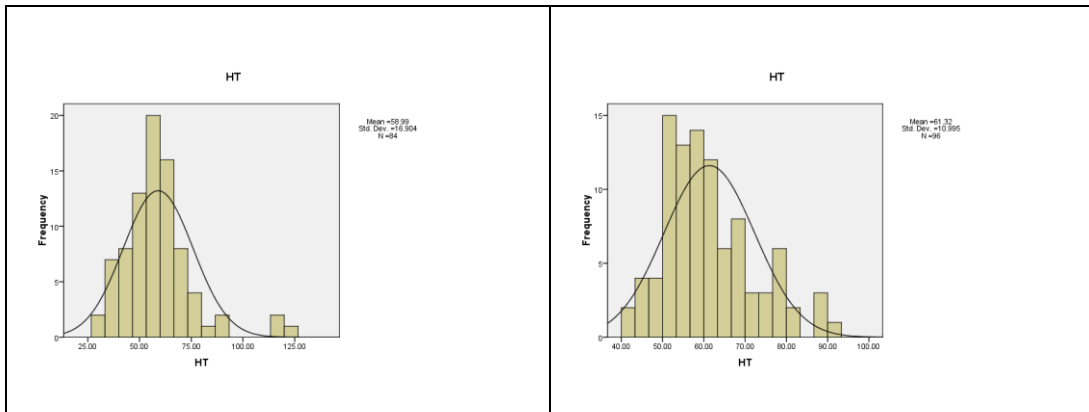 HT
20
15
10
5
0
Frequency
25.00 50.00 75.00 100.00 125.00
HT
Mean =58.99
Std. Dev. =16.904
N =84
HT
15
10
5
0
Frequency
40.00 50.00 60.00 70.00 80.00 90.00 100.00
HT
Mean =61.32
Std. Dev. =10.995
N =96